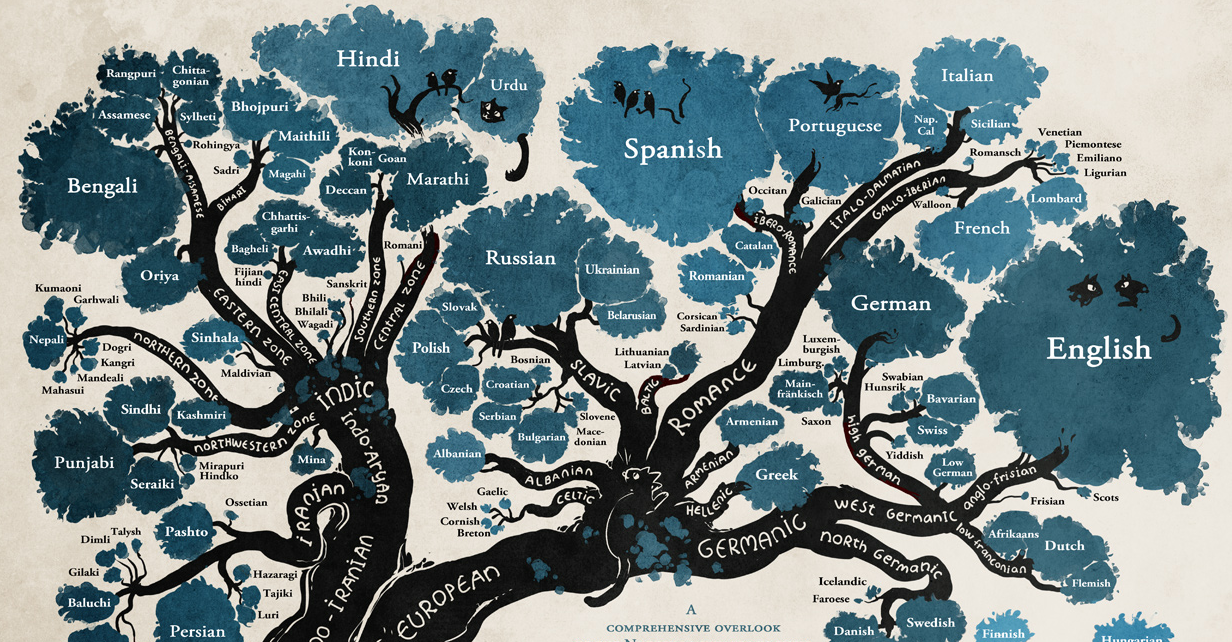 Hindi
Urdu
Rangpuri
Chitta-
gonian
Assamese
Sylheti
Bhojpuri
Rohingya
Maithili
Sadri
Magahi
Bengali
BENGALI-ASSAMESE
BIHARI
Kon-
koni
Goan
Deccan
Marathi
Chhattis-
garhi
Bagheli
Awadhi
Fijian
hindi
Romani
Sanskrit
Bhili
Bhilali
Wagadi
Oriya
EASTERN ZONE
EAST CENTRAL ZONE
SOUTHERN ZONE
CENTRAL ZONE
Kumaoni
Garhwali
Nepali
Dogri
Kangri
Mandeali
Mahasui
NORTHERN ZONE
Sinhala
Maldivian
INDIC
Sindhi
Kashmiri
NORTHWESTERN ZONE
Punjabi
Seraiki
Mirapuri
Hindko
Mina
Indo-Aryan
Ossetian
IRANIAN
Pashto
Talysh
Dimli
Gilaki
Baluchi
Hazaragi
Tajiki
Luri
Persian
DO-IRANIAN
EUROPEAN
Russian
Ukrainian
Belarusian
Slovak
Polish
Czech
Bosnian
Croatian
Serbian
Bulgarian
Slovene
Mace-
donian
SLAVIC
Lithuanian
Latvian
BALTIC
Albanian
ALBANIAN
Gaelic
Welsh
Cornish
Breton
CELTIC
Spanish
Portuguese
Italian
Nap.
Cal
Sicilian
Venetian
Piemontese
Emiliano
Ligurian
Romansch
Lombard
Walloon
French
Occitan
Galician
Catalan
IBERO-ROMANCE
ITALO-DALMATIAN
GALLO-IBERIAN
Romanian
Corsican
Sardinian
ROMANCE
Armenian
ARMENIAN
Greek
HELLENIC
German
Luxem-
burgish
Limburg.
Main-
fränkisch
Saxon
Swabian
Hunsrik
Bavarian
Swiss
Yiddish
Low
German
high german
English
anglo-frisian
Frisian
Scots
GERMANIC
WEST GERMANIC
NORTH GERMANIC
low franconian
Afrikaans
Dutch
Flemish
Icelandic
Faroese
Danish
Swedish
Finnish
Hungarian
A
COMPREHENSIVE OVERLOOK